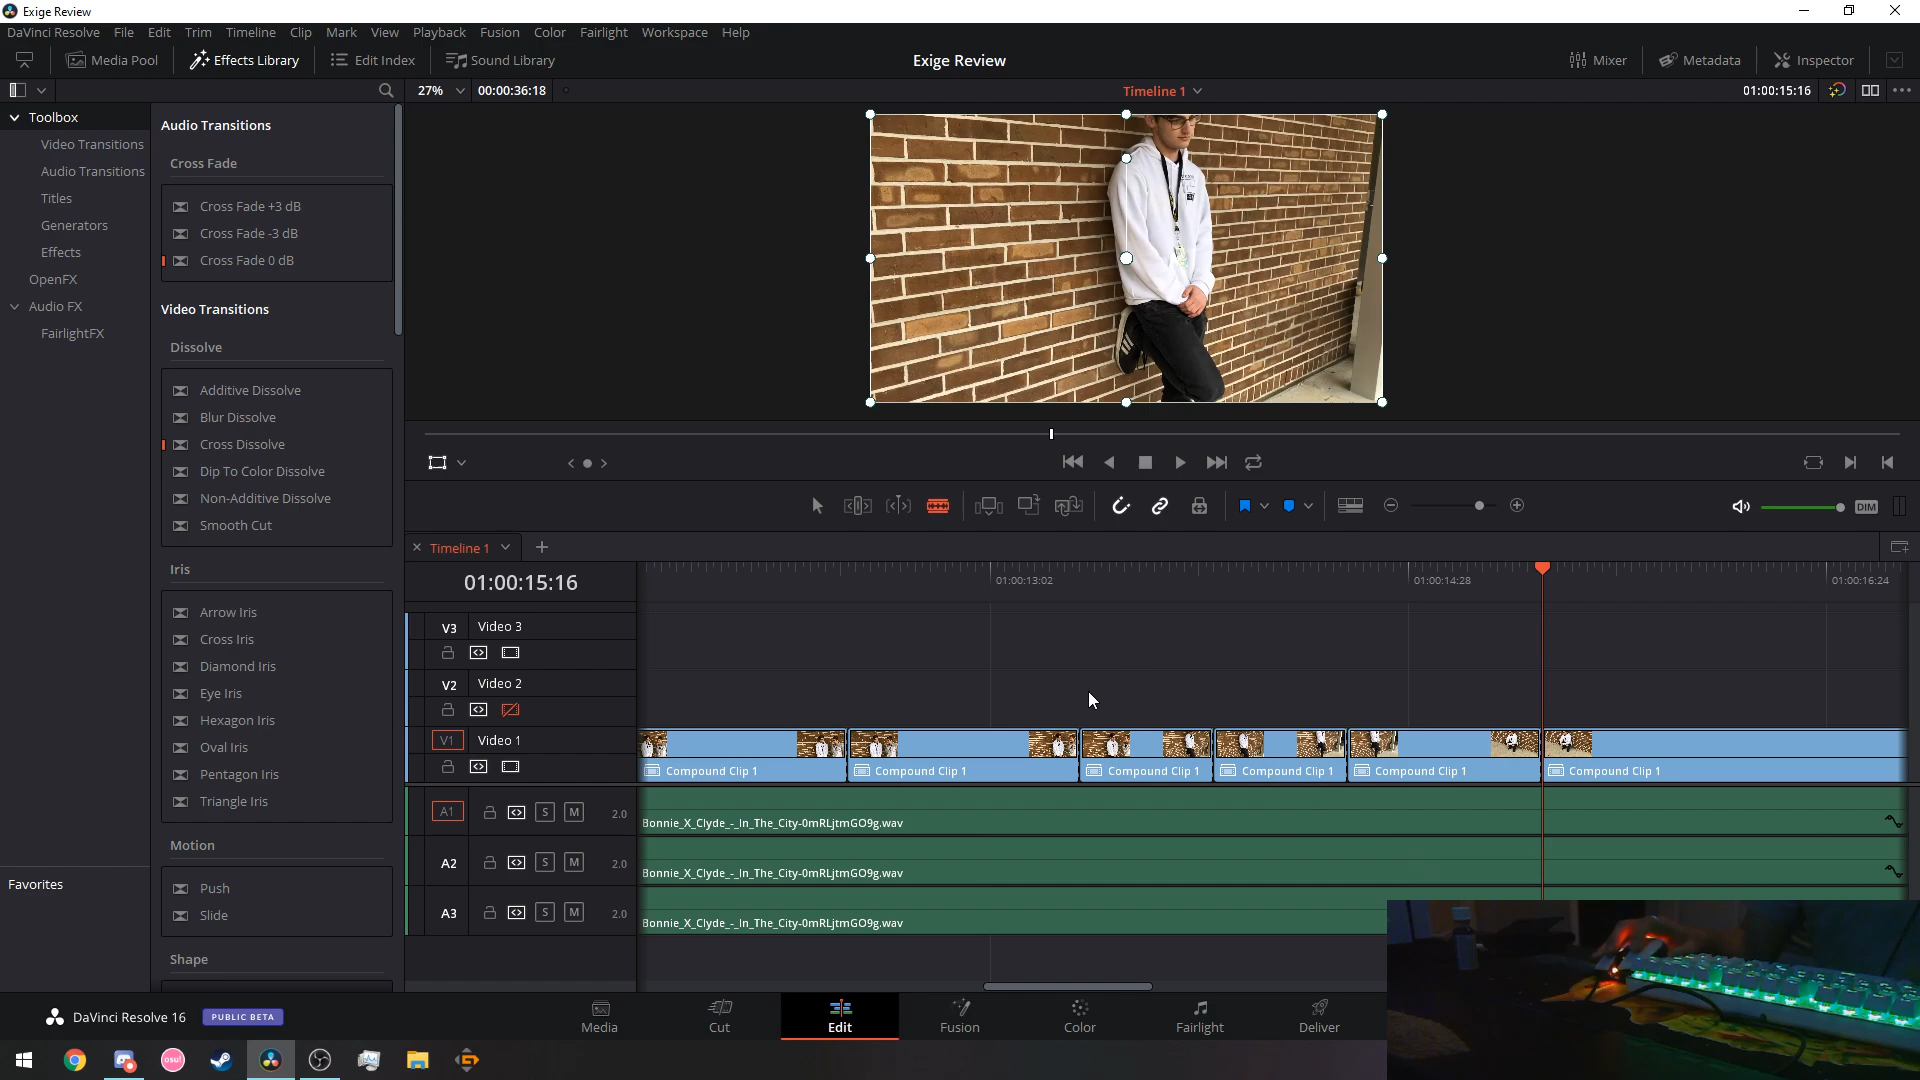 Exige Review
DaVinci Resolve File Edit Trim Timeline Clip Mark View Playback Fusion Color Fairlight Workspace Help
Media Pool Effects Library Edit Index Sound Library Exige Review Mixer Metadata Inspector
27% 00:00:36:18 Timeline 1 01:00:15:16
Toolbox
Video Transitions
Audio Transitions
Titles
Generators
Effects
OpenFX
Audio FX
FairlightFX
Favorites
Audio Transitions
Cross Fade
Cross Fade +3 dB
Cross Fade -3 dB
Cross Fade 0 dB
Video Transitions
Dissolve
Additive Dissolve
Blur Dissolve
Cross Dissolve
Dip To Color Dissolve
Non-Additive Dissolve
Smooth Cut
Iris
Arrow Iris
Cross Iris
Diamond Iris
Eye Iris
Hexagon Iris
Oval Iris
Pentagon Iris
Triangle Iris
Motion
Push
Slide
Shape
DIM
Timeline 1
01:00:15:16 01:00:13:02 01:00:14:28 01:00:16:24
V3 Video 3
V2 Video 2
V1 Video 1
Compound Clip 1 Compound Clip 1 Compound Clip 1 Compound Clip 1 Compound Clip 1 Compound Clip 1
A1 S M 2.0
Bonnie_X_Clyde_-_In_The_City-0mRLjtmGO9g.wav
A2 S M 2.0
Bonnie_X_Clyde_-_In_The_City-0mRLjtmGO9g.wav
A3 S M 2.0
Bonnie_X_Clyde_-_In_The_City-0mRLjtmGO9g.wav
DaVinci Resolve 16 PUBLIC BETA
Media Cut Edit Fusion Color Fairlight Deliver
osu!